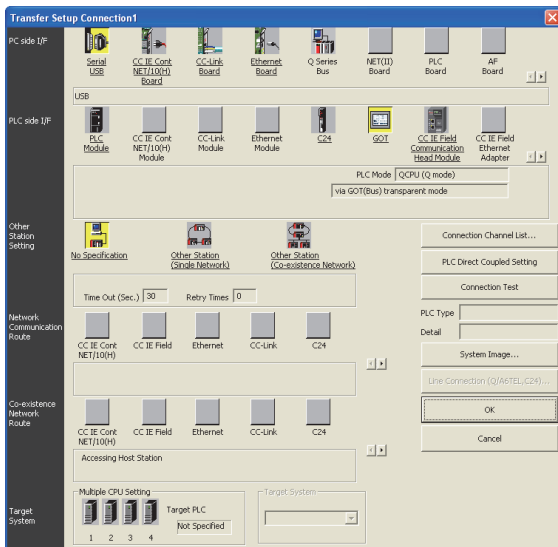 Transfer Setup Connection1
PC side I/F
Serial
USB
CC IE Cont
NET/10(H)
Board
CC-Link
Board
Ethernet
Board
Q Series
Bus
NET(II)
Board
PLC
Board
AF
Board
USB
PLC side I/F
PLC
Module
CC IE Cont
NET/10(H)
Module
CC-Link
Module
Ethernet
Module
C24
GOT
CC IE Field
Communication
Head Module
CC IE Field
Ethernet
Adapter
PLC Mode QCPU (Q mode)
via GOT(Bus) transparent mode
Other
Station
Setting
No Specification
Other Station
(Single Network)
Other Station
(Co-existence Network)
Time Out (Sec.) 30 Retry Times 0
Connection Channel List...
PLC Direct Coupled Setting
Connection Test
PLC Type
Detail
System Image...
Line Connection (Q/A6TEL,C24)...
OK
Cancel
Network
Communication
Route
CC IE Cont
NET/10(H)
CC IE Field
Ethernet
CC-Link
C24
Co-existence
Network
Route
CC IE Cont
NET/10(H)
CC IE Field
Ethernet
CC-Link
C24
Accessing Host Station
Target
System
Multiple CPU Setting
1 2 3 4
Target PLC
Not Specified
Target System